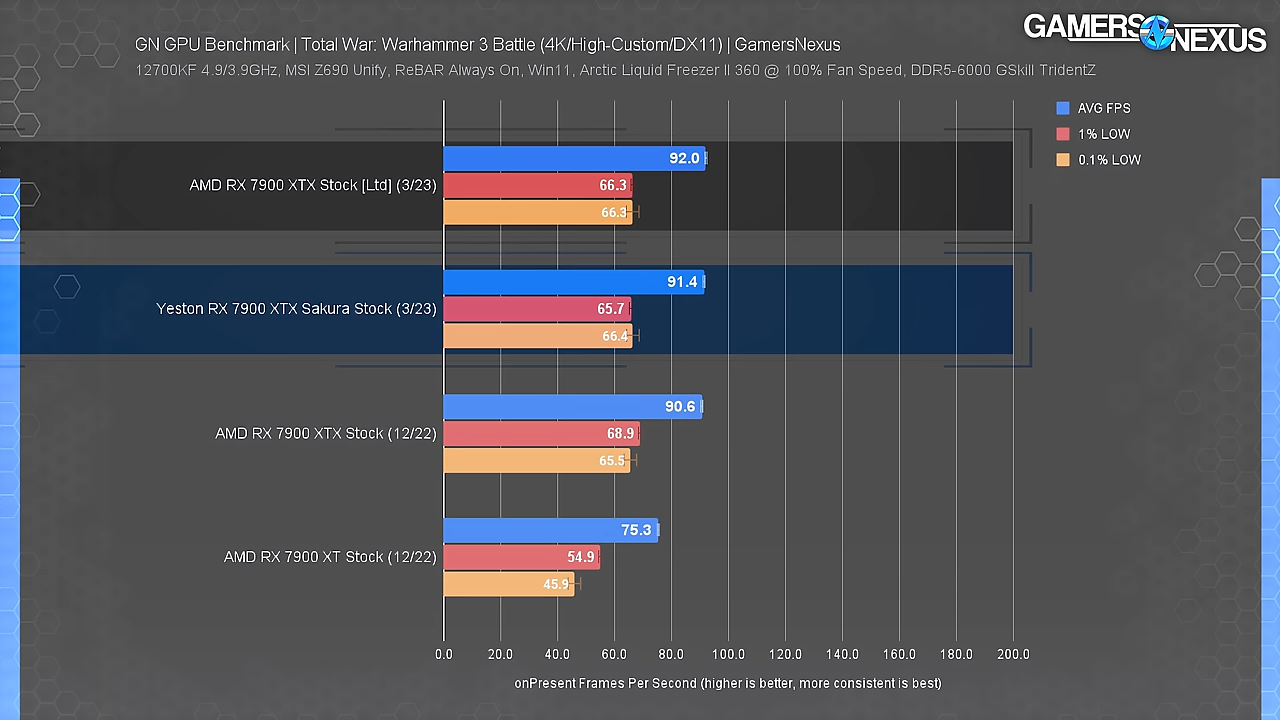 GAMERS NEXUS
GN GPU Benchmark | Total War: Warhammer 3 Battle (4K/High-Custom/DX11) | GamersNexus
12700KF 4.9/3.9GHz, MSI Z690 Unify, ReBAR Always On, Win11, Arctic Liquid Freezer II 360 @ 100% Fan Speed, DDR5-6000 GSkill TridentZ
AVG FPS
1% LOW
0.1% LOW
AMD RX 7900 XTX Stock [Ltd] (3/23)
92.0
66.3
66.3
Yeston RX 7900 XTX Sakura Stock (3/23)
91.4
65.7
66.4
AMD RX 7900 XTX Stock (12/22)
90.6
68.9
65.5
AMD RX 7900 XT Stock (12/22)
75.3
54.9
45.9
0.0 20.0 40.0 60.0 80.0 100.0 120.0 140.0 160.0 180.0 200.0
onPresent Frames Per Second (higher is better, more consistent is best)